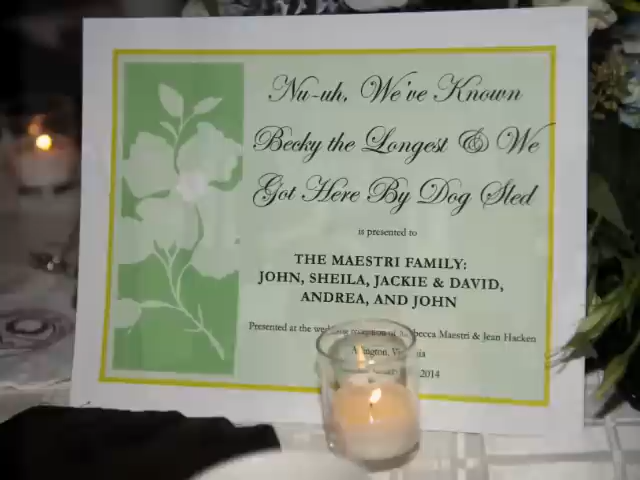 Nu-uh, We've Known
Becky the Longest & We
Got Here By Dog Sled
is presented to
THE MAESTRI FAMILY:
JOHN, SHEILA, JACKIE & DAVID,
ANDREA, AND JOHN
Presented at the wedding reception of Rebecca Maestri & Jean Hacken
Arlington, Virginia
2014